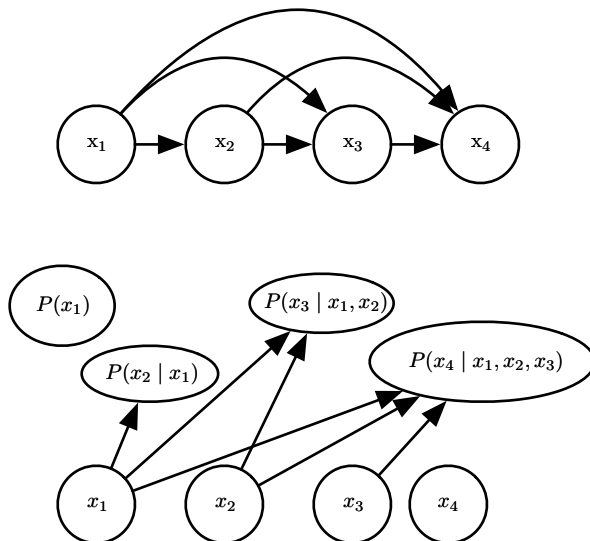 x₁ x₂ x₃ x₄
P(x₁)
P(x₃ | x₁, x₂)
P(x₂ | x₁)
P(x₄ | x₁, x₂, x₃)
x₁ x₂ x₃ x₄